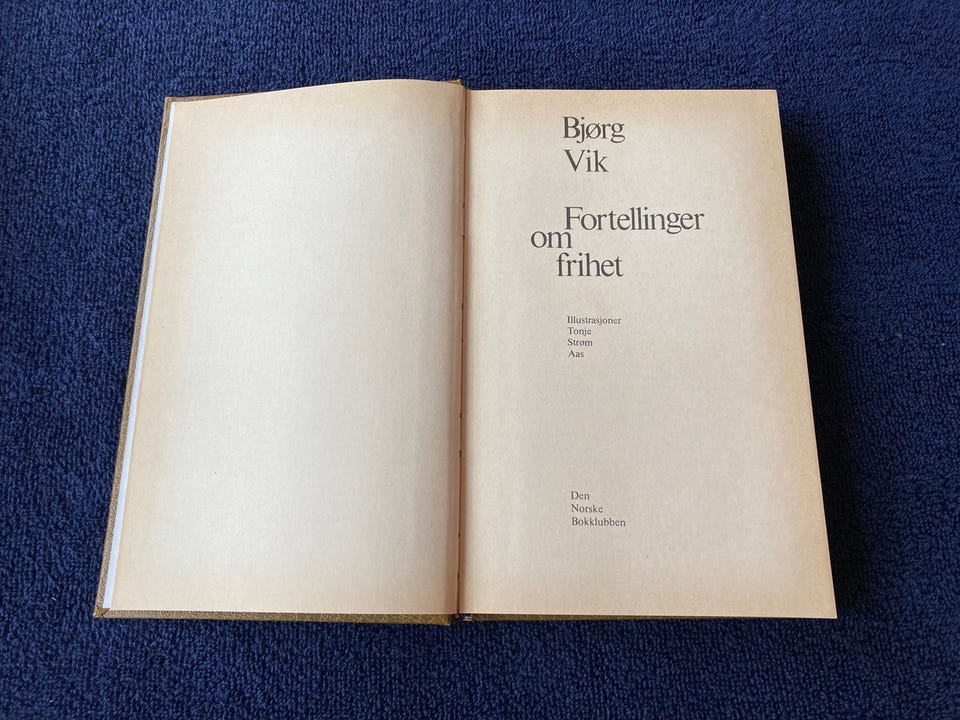 Bjørg
Vik
Fortellinger
om
frihet
Illustrasjoner
Tonje
Strøm
Aas
Den
Norske
Bokklubben